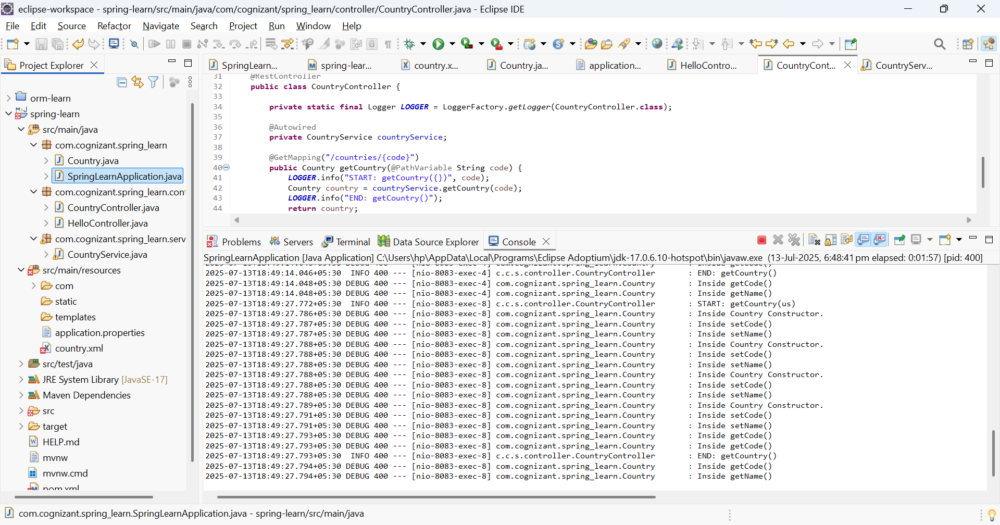 eclipse-workspace - spring-learn/src/main/java/com/cognizant/spring_learn/controller/CountryController.java - Eclipse IDE
File Edit Source Refactor Navigate Search Project Run Window Help
Project Explorer
orm-learn
spring-learn
src/main/java
com.cognizant.spring_learn
Country.java
SpringLearnApplication.java
com.cognizant.spring_learn.con
CountryController.java
HelloController.java
com.cognizant.spring_learn.serv
CountryService.java
src/main/resources
com
static
templates
application.properties
country.xml
src/test/java
JRE System Library [JavaSE-17]
Maven Dependencies
src
target
HELP.md
mvnw
mvnw.cmd
pom.xml
SpringLearn... spring-lear... country.x... Country.ja... application... HelloContro... CountryCont... CountryServ...
31 @RestController
32 public class CountryController {
33
34 private static final Logger LOGGER = LoggerFactory.getLogger(CountryController.class);
35
36 @Autowired
37 private CountryService countryService;
38
39 @GetMapping("/countries/{code}")
40 public Country getCountry(@PathVariable String code) {
41 LOGGER.info("START: getCountry({})", code);
42 Country country = countryService.getCountry(code);
43 LOGGER.info("END: getCountry()");
44 return country;
Problems Servers Terminal Data Source Explorer Console
SpringLearnApplication [Java Application] C:\Users\hp\AppData\Local\Programs\Eclipse Adoptium\jdk-17.0.6.10-hotspot\bin\javaw.exe (13-Jul-2025, 6:48:41 pm elapsed: 0:01:57) [pid: 400]
2025-07-13T18:49:14.046+05:30 INFO 400 --- [nio-8083-exec-4] c.c.s.controller.CountryController : END: getCountry()
2025-07-13T18:49:14.048+05:30 DEBUG 400 --- [nio-8083-exec-4] com.cognizant.spring_learn.Country : Inside getCode()
2025-07-13T18:49:14.048+05:30 DEBUG 400 --- [nio-8083-exec-4] com.cognizant.spring_learn.Country : Inside getName()
2025-07-13T18:49:27.772+05:30 INFO 400 --- [nio-8083-exec-8] c.c.s.controller.CountryController : START: getCountry(us)
2025-07-13T18:49:27.786+05:30 DEBUG 400 --- [nio-8083-exec-8] com.cognizant.spring_learn.Country : Inside Country Constructor.
2025-07-13T18:49:27.787+05:30 DEBUG 400 --- [nio-8083-exec-8] com.cognizant.spring_learn.Country : Inside setCode()
2025-07-13T18:49:27.787+05:30 DEBUG 400 --- [nio-8083-exec-8] com.cognizant.spring_learn.Country : Inside setName()
2025-07-13T18:49:27.788+05:30 DEBUG 400 --- [nio-8083-exec-8] com.cognizant.spring_learn.Country : Inside Country Constructor.
2025-07-13T18:49:27.788+05:30 DEBUG 400 --- [nio-8083-exec-8] com.cognizant.spring_learn.Country : Inside setCode()
2025-07-13T18:49:27.788+05:30 DEBUG 400 --- [nio-8083-exec-8] com.cognizant.spring_learn.Country : Inside setName()
2025-07-13T18:49:27.788+05:30 DEBUG 400 --- [nio-8083-exec-8] com.cognizant.spring_learn.Country : Inside Country Constructor.
2025-07-13T18:49:27.788+05:30 DEBUG 400 --- [nio-8083-exec-8] com.cognizant.spring_learn.Country : Inside setCode()
2025-07-13T18:49:27.788+05:30 DEBUG 400 --- [nio-8083-exec-8] com.cognizant.spring_learn.Country : Inside setName()
2025-07-13T18:49:27.789+05:30 DEBUG 400 --- [nio-8083-exec-8] com.cognizant.spring_learn.Country : Inside Country Constructor.
2025-07-13T18:49:27.791+05:30 DEBUG 400 --- [nio-8083-exec-8] com.cognizant.spring_learn.Country : Inside setCode()
2025-07-13T18:49:27.791+05:30 DEBUG 400 --- [nio-8083-exec-8] com.cognizant.spring_learn.Country : Inside setName()
2025-07-13T18:49:27.793+05:30 DEBUG 400 --- [nio-8083-exec-8] com.cognizant.spring_learn.Country : Inside getCode()
2025-07-13T18:49:27.793+05:30 DEBUG 400 --- [nio-8083-exec-8] com.cognizant.spring_learn.Country : Inside getCode()
2025-07-13T18:49:27.793+05:30 INFO 400 --- [nio-8083-exec-8] c.c.s.controller.CountryController : END: getCountry()
2025-07-13T18:49:27.794+05:30 DEBUG 400 --- [nio-8083-exec-8] com.cognizant.spring_learn.Country : Inside getCode()
2025-07-13T18:49:27.794+05:30 DEBUG 400 --- [nio-8083-exec-8] com.cognizant.spring_learn.Country : Inside getName()
com.cognizant.spring_learn.SpringLearnApplication.java - spring-learn/src/main/java